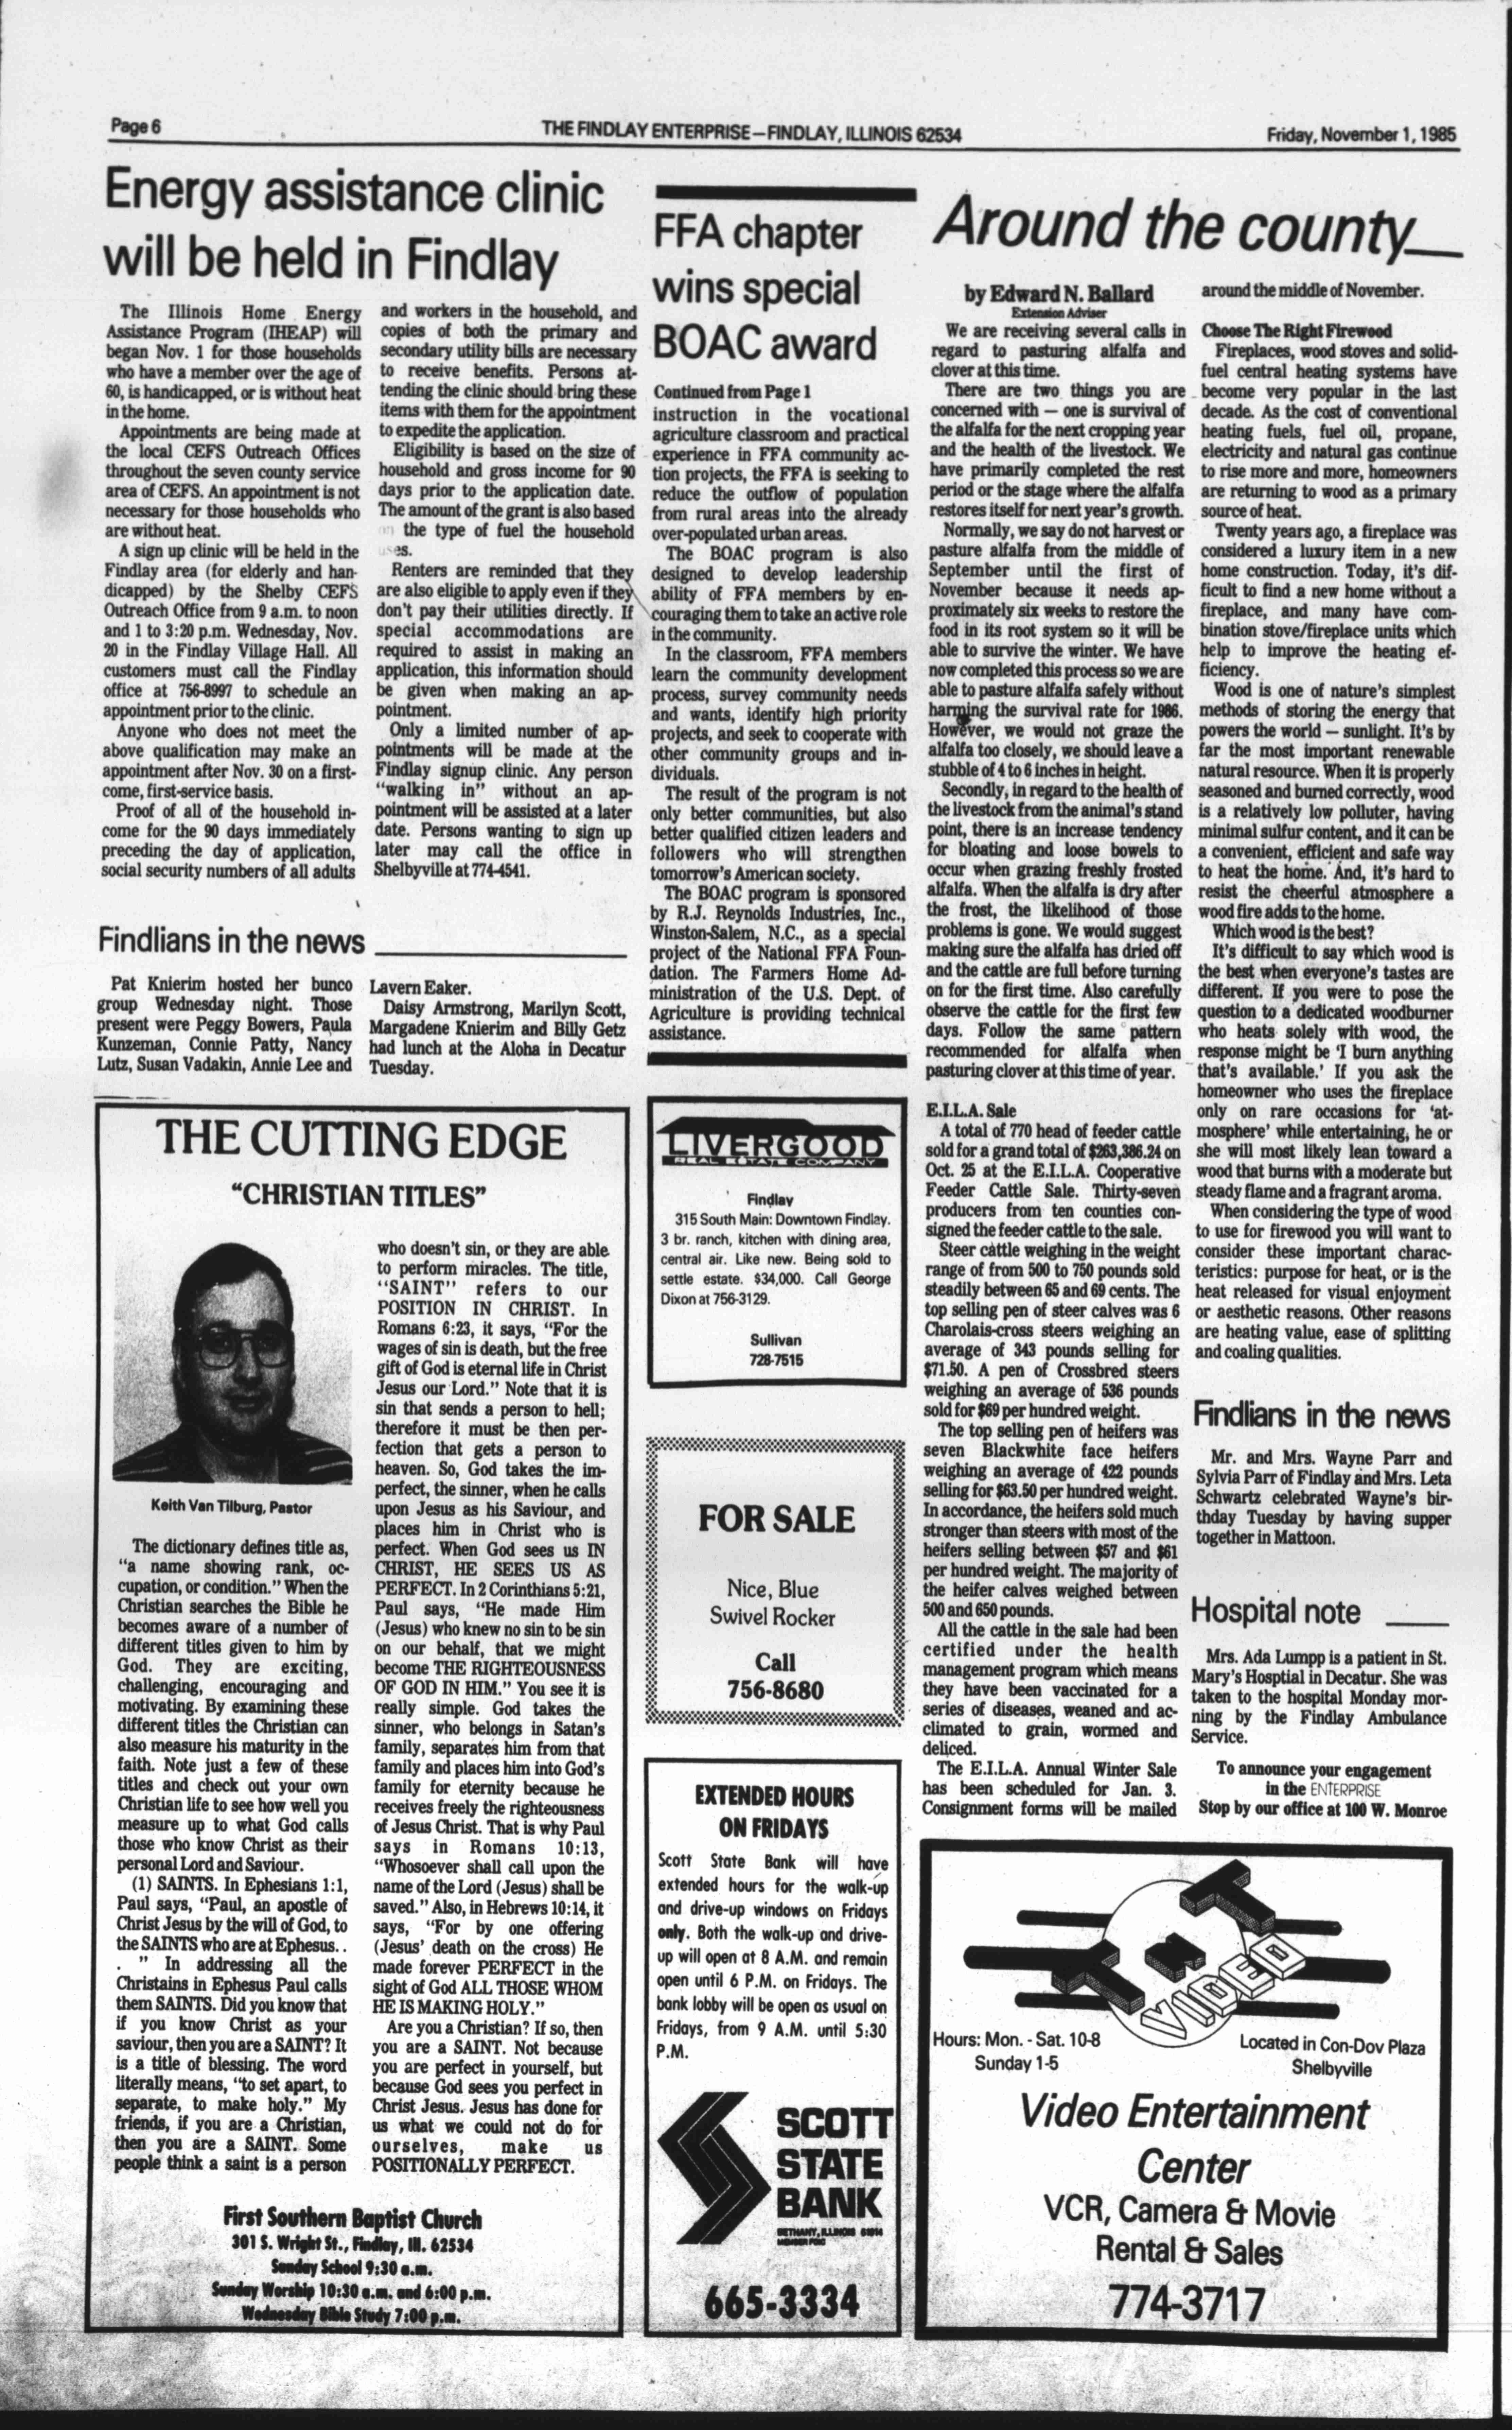 Page 6
THE FINDLAY ENTERPRISE—FINDLAY, ILLINOIS 62534
Friday, November 1, 1985
Energy assistance clinic
will be held in Findlay
The Illinois Home Energy
Assistance Program (IHEAP) will
began Nov. 1 for those households
who have a member over the age of
60, is handicapped, or is without heat
in the home.
Appointments are being made at
the local CEFS Outreach Offices
throughout the seven county service
area of CEFS. An appointment is not
necessary for those households who
are without heat.
A sign up clinic will be held in the
Findlay area (for elderly and han-
dicapped) by the Shelby CEFS
Outreach Office from 9 a.m. to noon
and 1 to 3:20 p.m. Wednesday, Nov.
20 in the Findlay Village Hall. All
customers must call the Findlay
office at 756-8997 to schedule an
appointment prior to the clinic.
Anyone who does not meet the
above qualification may make an
appointment after Nov. 30 on a first-
come, first-service basis.
Proof of all of the household in-
come for the 90 days immediately
preceding the day of application,
social security numbers of all adults
and workers in the household, and
copies of both the primary and
secondary utility bills are necessary
to receive benefits. Persons at-
tending the clinic should bring these
items with them for the appointment
to expedite the application.
Eligibility is based on the size of
household and gross income for 90
days prior to the application date.
The amount of the grant is also based
on the type of fuel the household
uses.
Renters are reminded that they
are also eligible to apply even if they
don't pay their utilities directly. If
special accommodations are
required to assist in making an
application, this information should
be given when making an ap-
pointment.
Only a limited number of ap-
pointments will be made at the
Findlay signup clinic. Any person
"walking in" without an ap-
pointment will be assisted at a later
date. Persons wanting to sign up
later may call the office in
Shelbyville at 774-4541.
Findlians in the news
Pat Knierim hosted her bunco
group Wednesday night. Those
present were Peggy Bowers, Paula
Kunzeman, Connie Patty, Nancy
Lutz, Susan Vadakin, Annie Lee and
Lavern Eaker.
Daisy Armstrong, Marilyn Scott,
Margadene Knierim and Billy Getz
had lunch at the Aloha in Decatur
Tuesday.
THE CUTTING EDGE
"CHRISTIAN TITLES"
Keith Van Tilburg, Pastor
The dictionary defines title as,
"a name showing rank, oc-
cupation, or condition." When the
Christian searches the Bible he
becomes aware of a number of
different titles given to him by
God. They are exciting,
challenging, encouraging and
motivating. By examining these
different titles the Christian can
also measure his maturity in the
faith. Note just a few of these
titles and check out your own
Christian life to see how well you
measure up to what God calls
those who know Christ as their
personal Lord and Saviour.
(1) SAINTS. In Ephesians 1:1,
Paul says, "Paul, an apostle of
Christ Jesus by the will of God, to
the SAINTS who are at Ephesus. .
. " In addressing all the
Christains in Ephesus Paul calls
them SAINTS. Did you know that
if you know Christ as your
saviour, then you are a SAINT? It
is a title of blessing. The word
literally means, "to set apart, to
separate, to make holy." My
friends, if you are a Christian,
then you are a SAINT. Some
people think a saint is a person
who doesn't sin, or they are able
to perform miracles. The title,
"SAINT" refers to our
POSITION IN CHRIST. In
Romans 6:23, it says, "For the
wages of sin is death, but the free
gift of God is eternal life in Christ
Jesus our Lord." Note that it is
sin that sends a person to hell;
therefore it must be then per-
fection that gets a person to
heaven. So, God takes the im-
perfect, the sinner, when he calls
upon Jesus as his Saviour, and
places him in Christ who is
perfect. When God sees us IN
CHRIST, HE SEES US AS
PERFECT. In 2 Corinthians 5:21,
Paul says, "He made Him
(Jesus) who knew no sin to be sin
on our behalf, that we might
become THE RIGHTEOUSNESS
OF GOD IN HIM." You see it is
really simple. God takes the
sinner, who belongs in Satan's
family, separates him from that
family and places him into God's
family for eternity because he
receives freely the righteousness
of Jesus Christ. That is why Paul
says in Romans 10:13,
"Whosoever shall call upon the
name of the Lord (Jesus) shall be
saved." Also, in Hebrews 10:14, it
says, "For by one offering
(Jesus' death on the cross) He
made forever PERFECT in the
sight of God ALL THOSE WHOM
HE IS MAKING HOLY."
Are you a Christian? If so, then
you are a SAINT. Not because
you are perfect in yourself, but
because God sees you perfect in
Christ Jesus. Jesus has done for
us what we could not do for
ourselves, make us
POSITIONALLY PERFECT.
First Southern Baptist Church
301 S. Wright St., Findlay, Ill. 62534
Sunday School 9:30 a.m.
Sunday Worship 10:30 a.m. and 6:00 p.m.
Wednesday Bible Study 7:00 p.m.
FFA chapter
wins special
BOAC award
Continued from Page 1
instruction in the vocational
agriculture classroom and practical
experience in FFA community ac-
tion projects, the FFA is seeking to
reduce the outflow of population
from rural areas into the already
over-populated urban areas.
The BOAC program is also
designed to develop leadership
ability of FFA members by en-
couraging them to take an active role
in the community.
In the classroom, FFA members
learn the community development
process, survey community needs
and wants, identify high priority
projects, and seek to cooperate with
other community groups and in-
dividuals.
The result of the program is not
only better communities, but also
better qualified citizen leaders and
followers who will strengthen
tomorrow's American society.
The BOAC program is sponsored
by R.J. Reynolds Industries, Inc.,
Winston-Salem, N.C., as a special
project of the National FFA Foun-
dation. The Farmers Home Ad-
ministration of the U.S. Dept. of
Agriculture is providing technical
assistance.
LIVERGOOD
REAL ESTATE COMPANY
Findlay
315 South Main: Downtown Findlay.
3 br. ranch, kitchen with dining area,
central air. Like new. Being sold to
settle estate. $34,000. Call George
Dixon at 756-3129.
Sullivan
728-7515
FOR SALE
Nice, Blue
Swivel Rocker
Call
756-8680
EXTENDED HOURS
ON FRIDAYS
Scott State Bank will have
extended hours for the walk-up
and drive-up windows on Fridays
only. Both the walk-up and drive-
up will open at 8 A.M. and remain
open until 6 P.M. on Fridays. The
bank lobby will be open as usual on
Fridays, from 9 A.M. until 5:30
P.M.
SCOTT
STATE
BANK
BETHANY, ILLINOIS 61914
MEMBER FDIC
665-3334
Around the county
by Edward N. Ballard
Extension Adviser
We are receiving several calls in
regard to pasturing alfalfa and
clover at this time.
There are two things you are
concerned with — one is survival of
the alfalfa for the next cropping year
and the health of the livestock. We
have primarily completed the rest
period or the stage where the alfalfa
restores itself for next year's growth.
Normally, we say do not harvest or
pasture alfalfa from the middle of
September until the first of
November because it needs ap-
proximately six weeks to restore the
food in its root system so it will be
able to survive the winter. We have
now completed this process so we are
able to pasture alfalfa safely without
harming the survival rate for 1986.
However, we would not graze the
alfalfa too closely, we should leave a
stubble of 4 to 6 inches in height.
Secondly, in regard to the health of
the livestock from the animal's stand
point, there is an increase tendency
for bloating and loose bowels to
occur when grazing freshly frosted
alfalfa. When the alfalfa is dry after
the frost, the likelihood of those
problems is gone. We would suggest
making sure the alfalfa has dried off
and the cattle are full before turning
on for the first time. Also carefully
observe the cattle for the first few
days. Follow the same pattern
recommended for alfalfa when
pasturing clover at this time of year.
E.I.L.A. Sale
A total of 770 head of feeder cattle
sold for a grand total of $263,386.24 on
Oct. 25 at the E.I.L.A. Cooperative
Feeder Cattle Sale. Thirty-seven
producers from ten counties con-
signed the feeder cattle to the sale.
Steer cattle weighing in the weight
range of from 500 to 750 pounds sold
steadily between 65 and 69 cents. The
top selling pen of steer calves was 6
Charolais-cross steers weighing an
average of 343 pounds selling for
$71.50. A pen of Crossbred steers
weighing an average of 536 pounds
sold for $69 per hundred weight.
The top selling pen of heifers was
seven Blackwhite face heifers
weighing an average of 422 pounds
selling for $63.50 per hundred weight.
In accordance, the heifers sold much
stronger than steers with most of the
heifers selling between $57 and $61
per hundred weight. The majority of
the heifer calves weighed between
500 and 650 pounds.
All the cattle in the sale had been
certified under the health
management program which means
they have been vaccinated for a
series of diseases, weaned and ac-
climated to grain, wormed and
deliced.
The E.I.L.A. Annual Winter Sale
has been scheduled for Jan. 3.
Consignment forms will be mailed
around the middle of November.
Choose The Right Firewood
Fireplaces, wood stoves and solid-
fuel central heating systems have
become very popular in the last
decade. As the cost of conventional
heating fuels, fuel oil, propane,
electricity and natural gas continue
to rise more and more, homeowners
are returning to wood as a primary
source of heat.
Twenty years ago, a fireplace was
considered a luxury item in a new
home construction. Today, it's dif-
ficult to find a new home without a
fireplace, and many have com-
bination stove/fireplace units which
help to improve the heating ef-
ficiency.
Wood is one of nature's simplest
methods of storing the energy that
powers the world — sunlight. It's by
far the most important renewable
natural resource. When it is properly
seasoned and burned correctly, wood
is a relatively low polluter, having
minimal sulfur content, and it can be
a convenient, efficient and safe way
to heat the home. And, it's hard to
resist the cheerful atmosphere a
wood fire adds to the home.
Which wood is the best?
It's difficult to say which wood is
the best when everyone's tastes are
different. If you were to pose the
question to a dedicated woodburner
who heats solely with wood, the
response might be 'I burn anything
that's available.' If you ask the
homeowner who uses the fireplace
only on rare occasions for 'at-
mosphere' while entertaining, he or
she will most likely lean toward a
wood that burns with a moderate but
steady flame and a fragrant aroma.
When considering the type of wood
to use for firewood you will want to
consider these important charac-
teristics: purpose for heat, or is the
heat released for visual enjoyment
or aesthetic reasons. Other reasons
are heating value, ease of splitting
and coaling qualities.
Findlians in the news
Mr. and Mrs. Wayne Parr and
Sylvia Parr of Findlay and Mrs. Leta
Schwartz celebrated Wayne's bir-
thday Tuesday by having supper
together in Mattoon.
Hospital note
Mrs. Ada Lumpp is a patient in St.
Mary's Hosptial in Decatur. She was
taken to the hospital Monday mor-
ning by the Findlay Ambulance
Service.
To announce your engagement
in the ENTERPRISE
Stop by our office at 100 W. Monroe
T N T
VIDEO
Hours: Mon. - Sat. 10-8
Sunday 1-5
Located in Con-Dov Plaza
Shelbyville
Video Entertainment
Center
VCR, Camera & Movie
Rental & Sales
774-3717